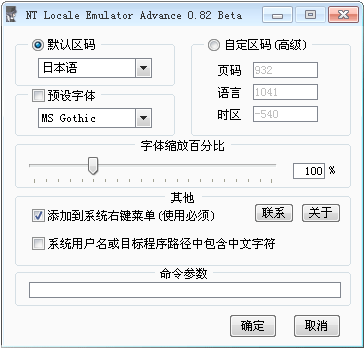 NT Locale Emulator Advance 0.82 Beta
默认区码
日本语
预设字体
MS Gothic
自定区码(高级)
页码 932
语言 1041
时区 -540
字体缩放百分比
100 %
其他
添加到系统右键菜单(使用必须)
联系 关于
系统用户名或目标程序路径中包含中文字符
命令参数
确定 取消